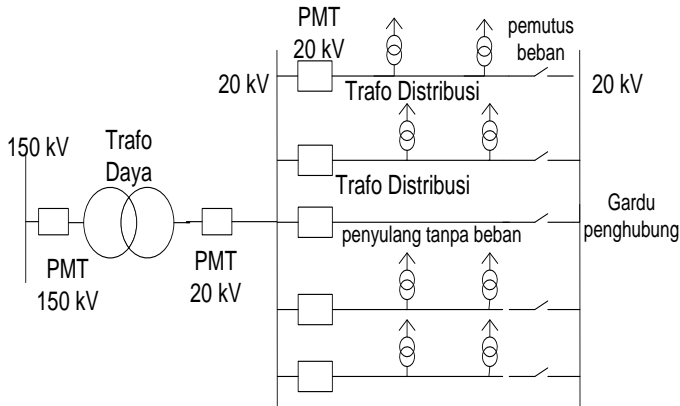 PMT
20 kV
pemutus
beban
20 kV
Trafo Distribusi
20 kV
150 kV
Trafo
Daya
Trafo Distribusi
Gardu
penghubung
penyulang tanpa beban
PMT
150 kV
PMT
20 kV